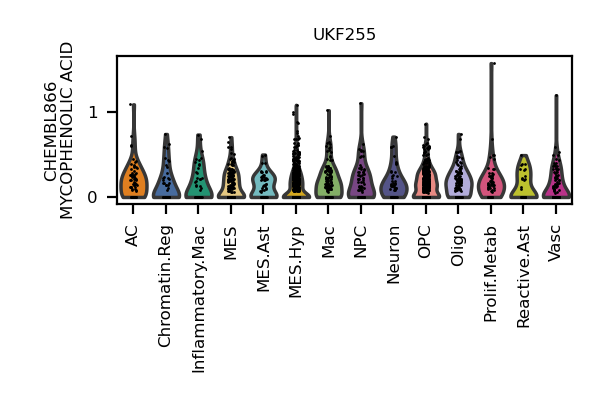 UKF255
CHEMBL866
MYCOPHENOLIC ACID
1
0
AC
Chromatin.Reg
Inflammatory.Mac
MES
MES.Ast
MES.Hyp
Mac
NPC
Neuron
OPC
Oligo
Prolif.Metab
Reactive.Ast
Vasc